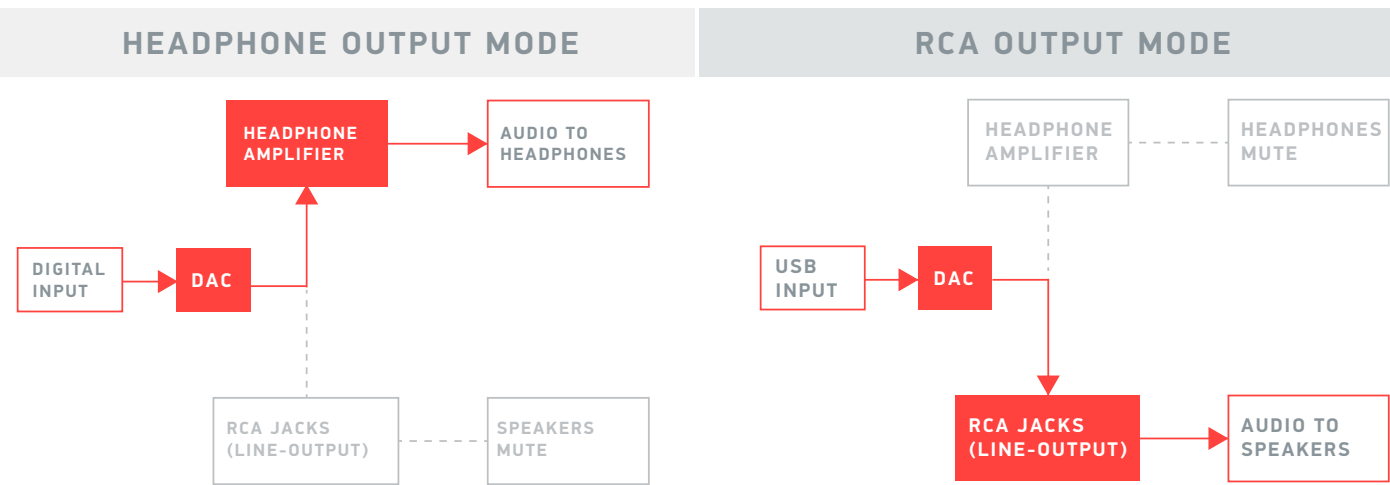 HEADPHONE OUTPUT MODE
HEADPHONE
AMPLIFIER
AUDIO TO
HEADPHONES
DIGITAL
INPUT
DAC
RCA JACKS
(LINE-OUTPUT)
SPEAKERS
MUTE
RCA OUTPUT MODE
HEADPHONE
AMPLIFIER
HEADPHONES
MUTE
USB
INPUT
DAC
RCA JACKS
(LINE-OUTPUT)
AUDIO TO
SPEAKERS